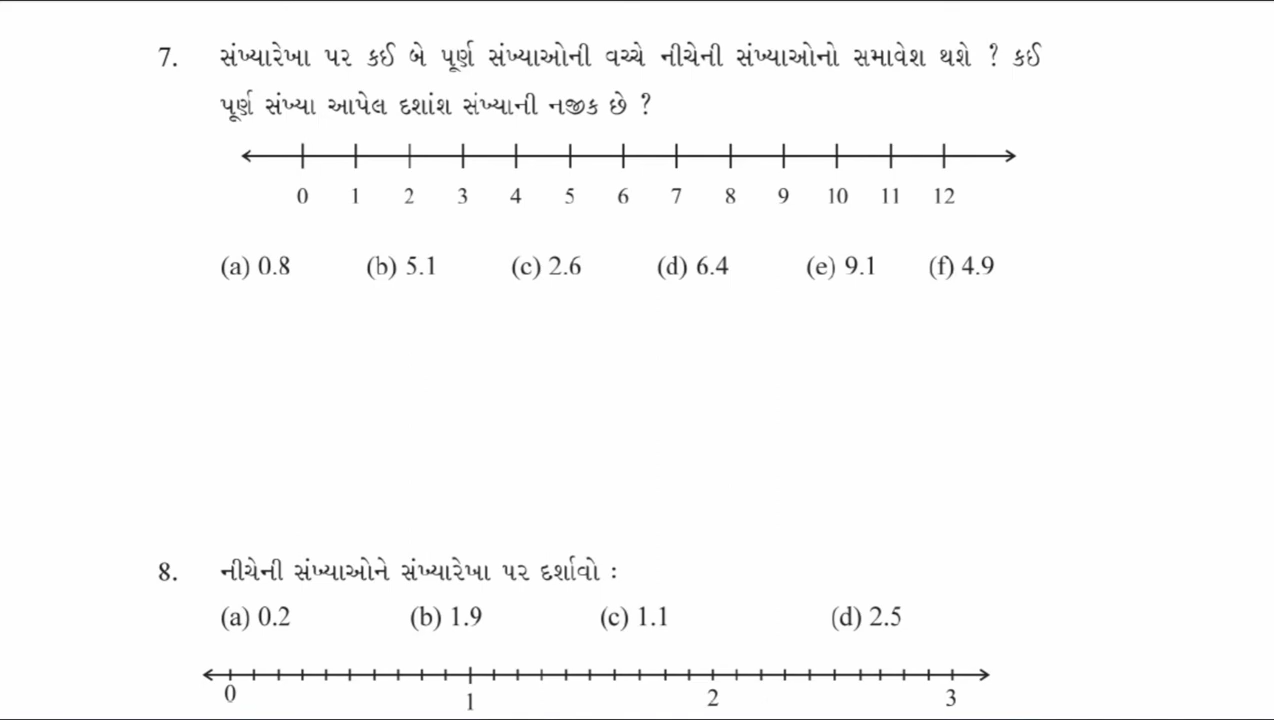 7. સંખ્યારેખા પર કઈ બે પૂર્ણ સંખ્યાઓની વચ્ચે નીચેની સંખ્યાઓનો સમાવેશ થશે ? કઈ
પૂર્ણ સંખ્યા આપેલ દશાંશ સંખ્યાની નજીક છે ?
0 1 2 3 4 5 6 7 8 9 10 11 12
(a) 0.8 (b) 5.1 (c) 2.6 (d) 6.4 (e) 9.1 (f) 4.9
8. નીચેની સંખ્યાઓને સંખ્યારેખા પર દર્શાવો :
(a) 0.2 (b) 1.9 (c) 1.1 (d) 2.5
0 1 2 3